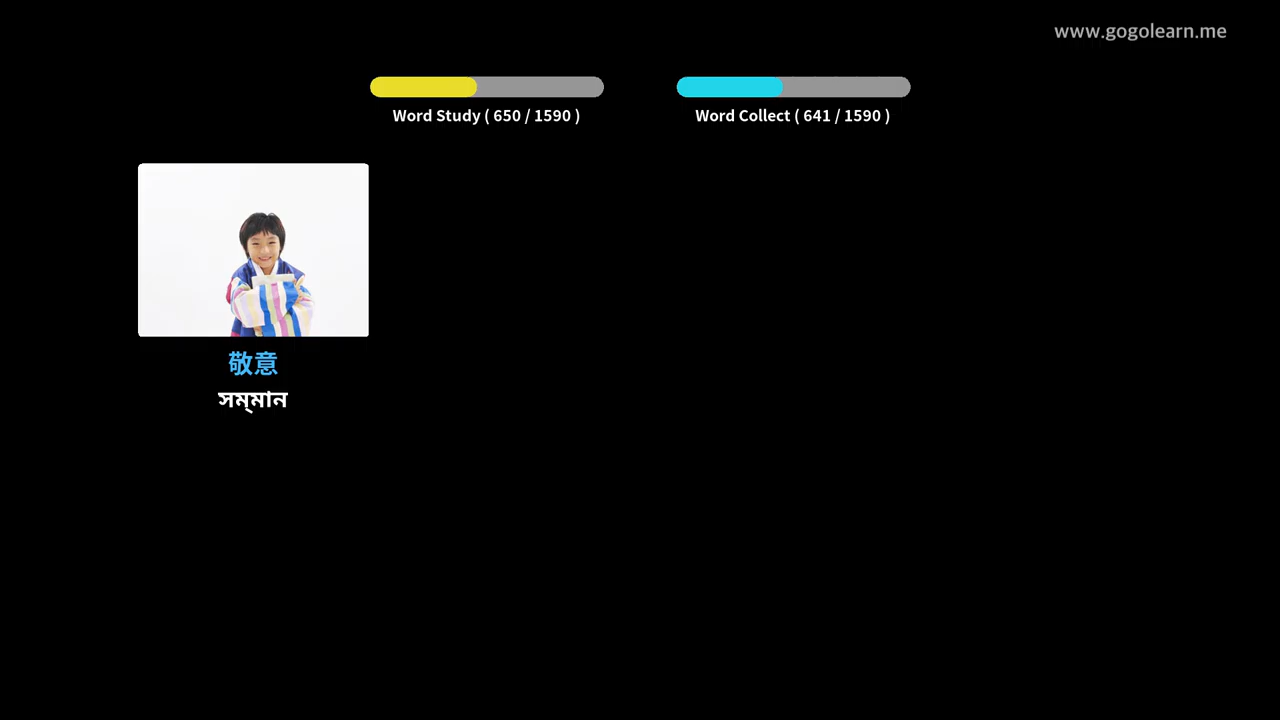 www.gogolearn.me
Word Study ( 650 / 1590 )
Word Collect ( 641 / 1590 )
敬意
সম্মান